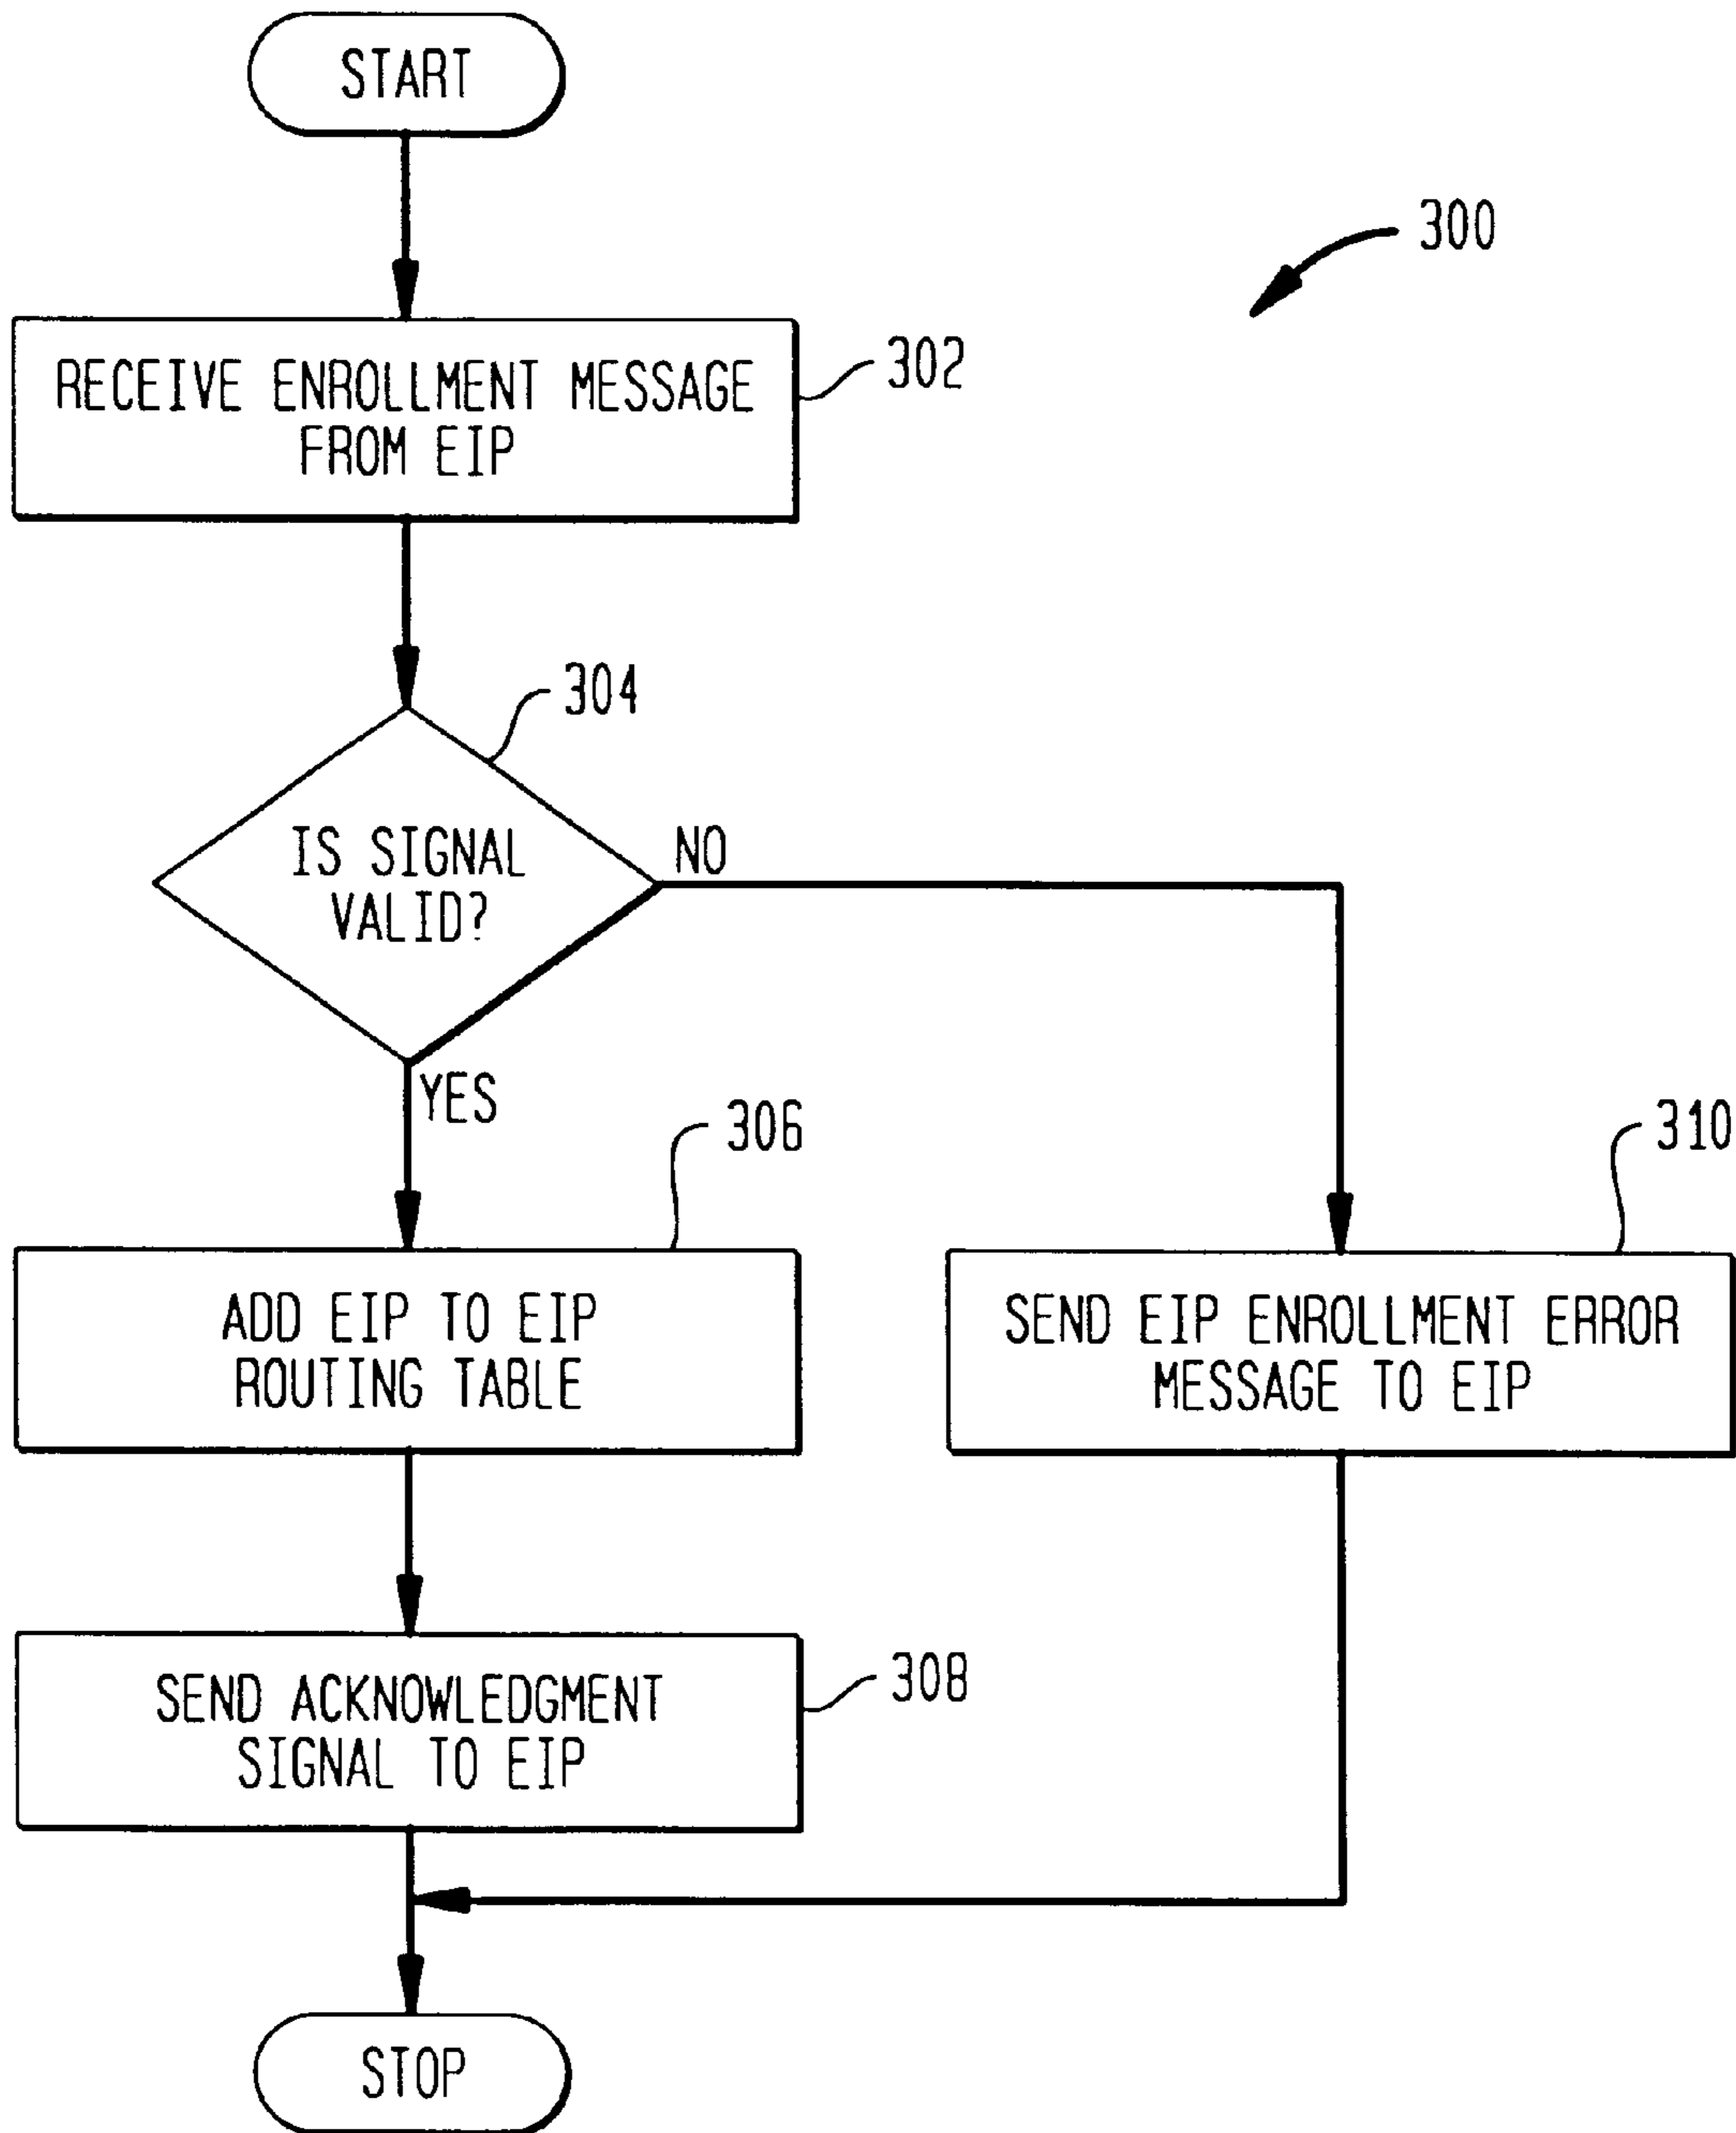 START
300
RECEIVE ENROLLMENT MESSAGE
FROM EIP
302
304
IS SIGNAL
VALID?
NO
YES
306
310
ADD EIP TO EIP
ROUTING TABLE
SEND EIP ENROLLMENT ERROR
MESSAGE TO EIP
SEND ACKNOWLEDGMENT
SIGNAL TO EIP
308
STOP